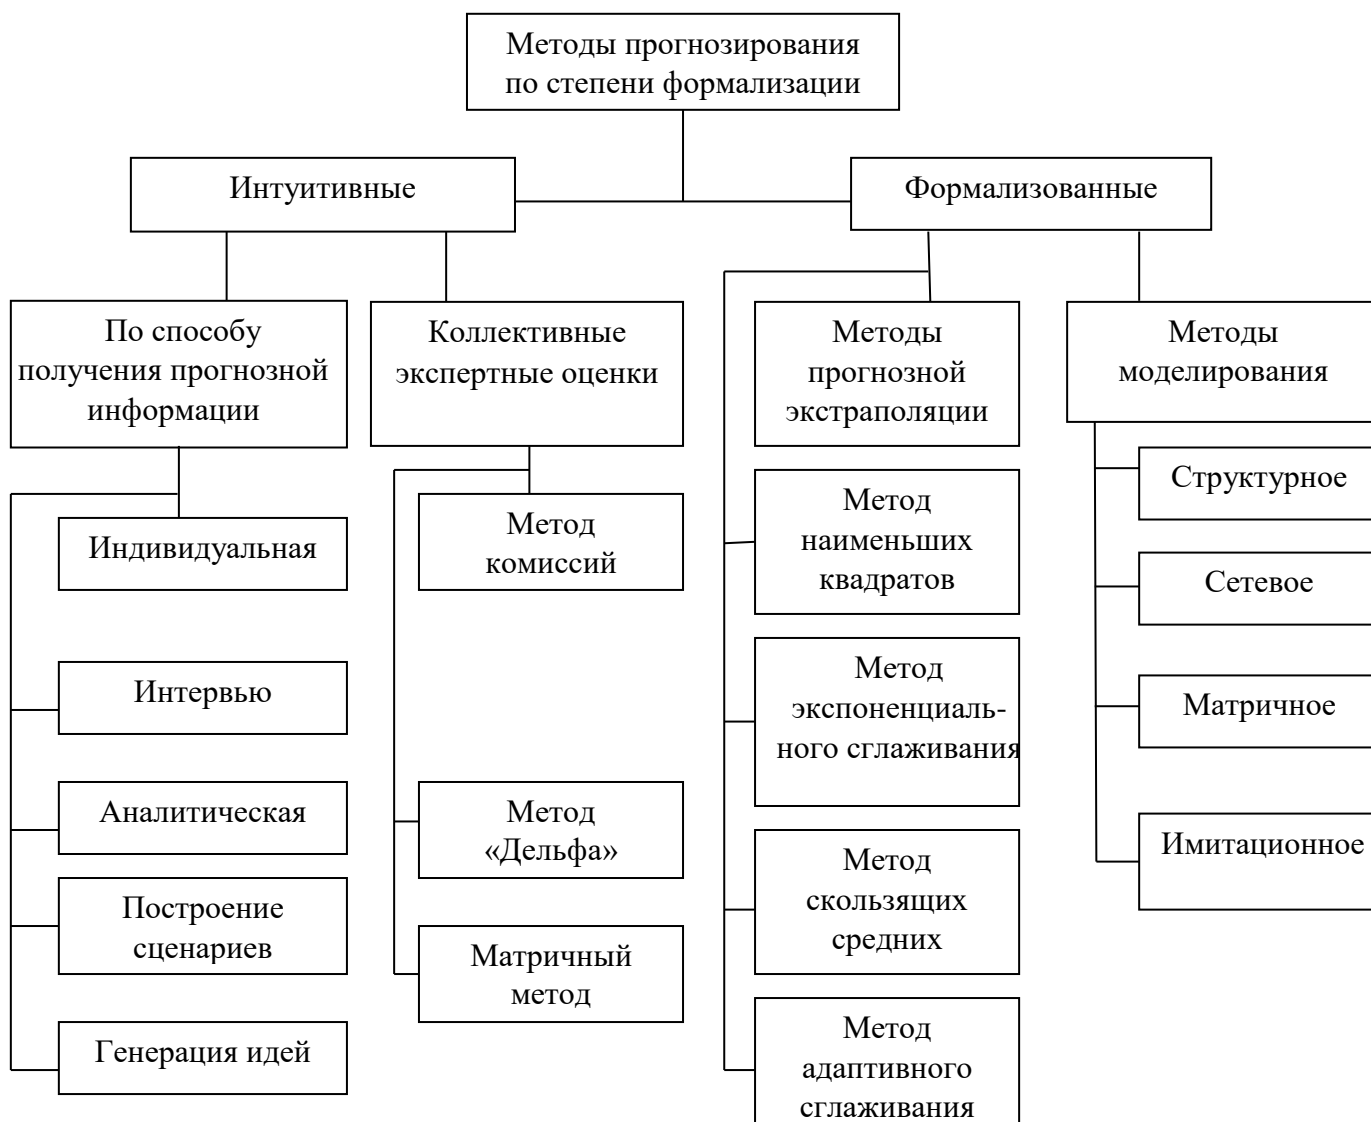 Методы прогнозирования
по степени формализации
Интуитивные
Формализованные
По способу
получения прогнозной
информации
Коллективные
экспертные оценки
Методы
прогнозной
экстраполяции
Методы
моделирования
Индивидуальная
Интервью
Аналитическая
Построение
сценариев
Генерация идей
Метод
комиссий
Метод
«Дельфа»
Матричный
метод
Метод
наименьших
квадратов
Метод
экспоненциаль-
ного сглаживания
Метод
скользящих
средних
Метод
адаптивного
сглаживания
Структурное
Сетевое
Матричное
Имитационное